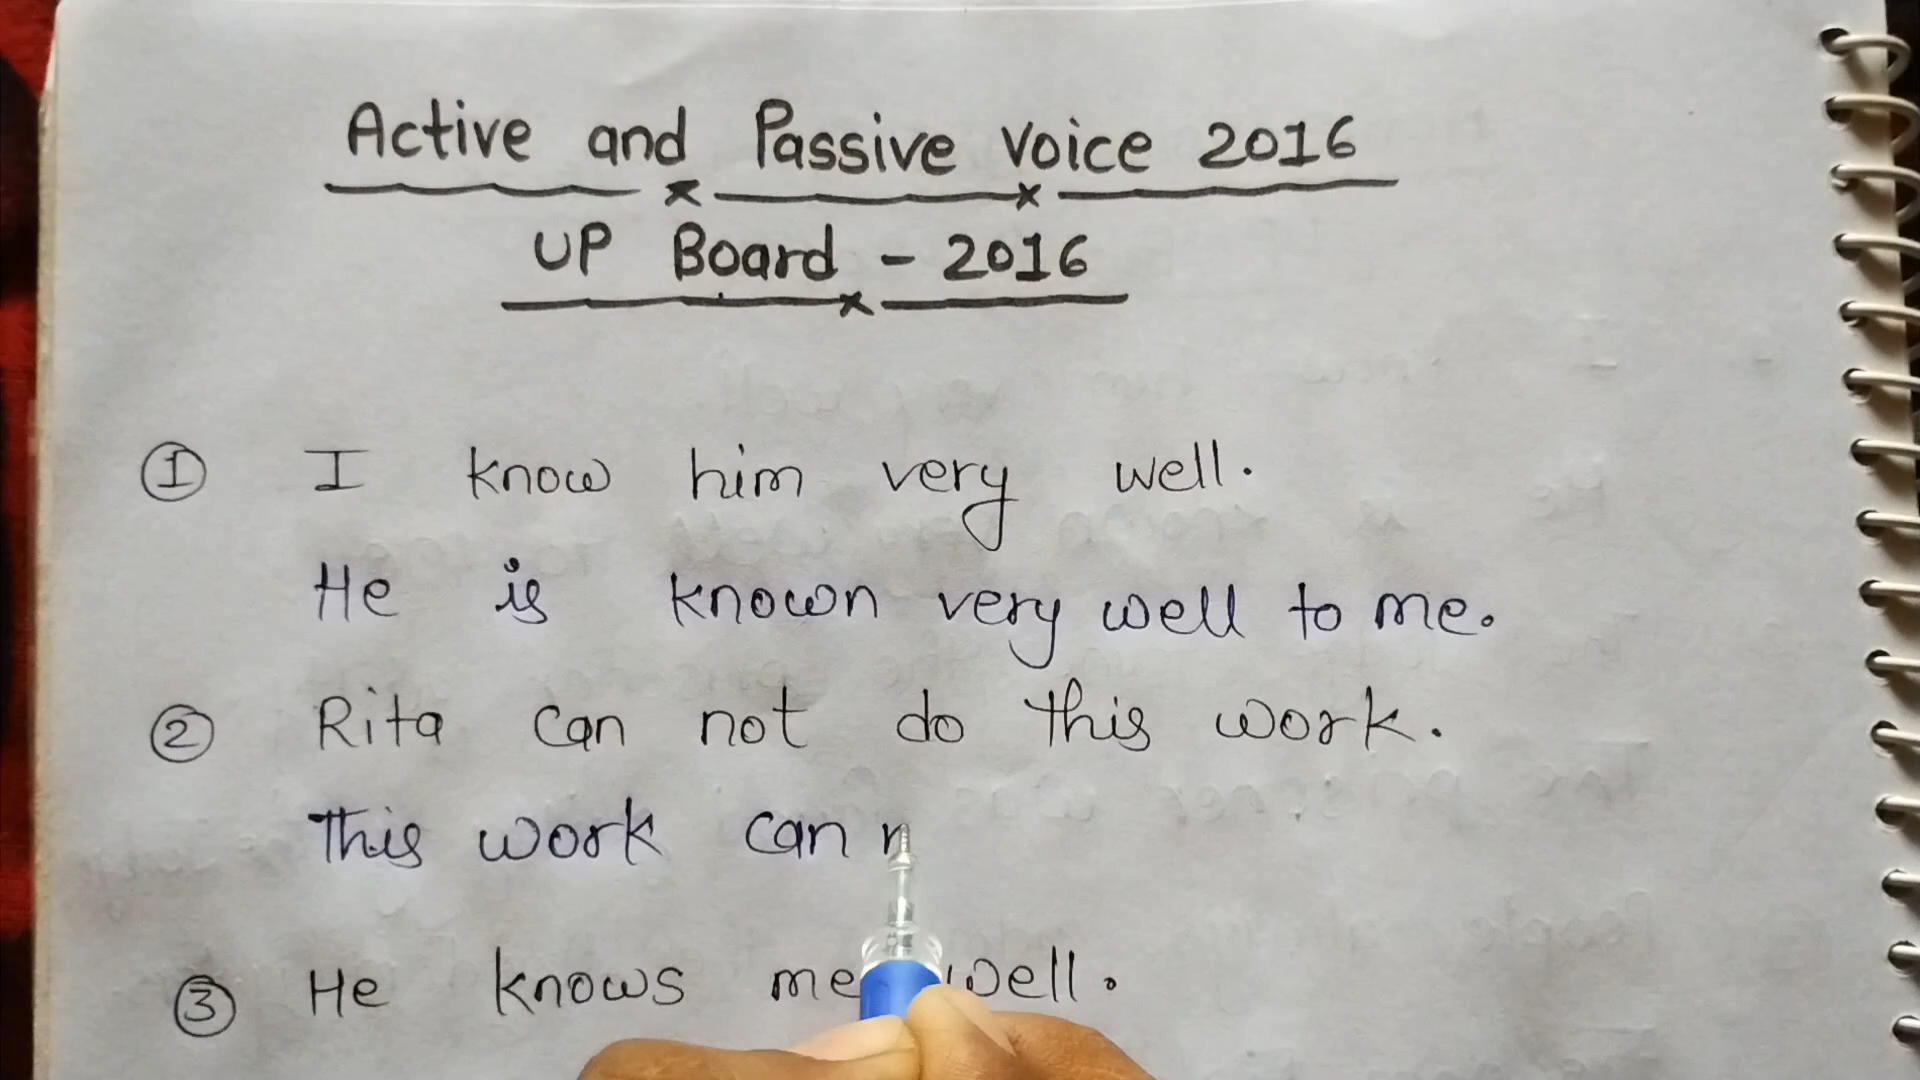 Active and Passive Voice 2016
UP Board - 2016
① I know him very well.
He is known very well to me.
② Rita can not do this work.
This work can n
③ He knows me well.